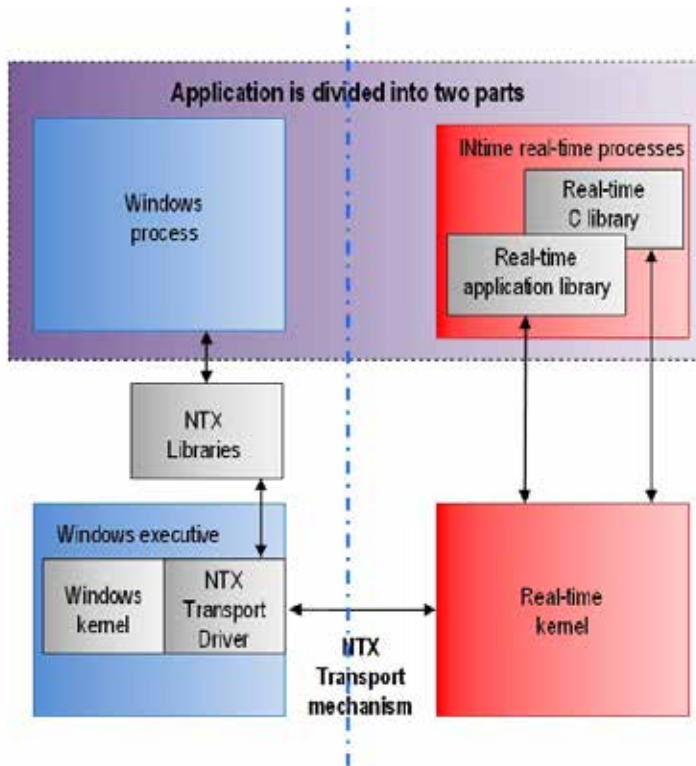 Application is divided into two parts
Windows
process
INtime real-time processes
Real-time
C library
Real-time
application library
NTX
Libraries
Windows executive
Windows
kernel
NTX
Transport
Driver
NTX
Transport
mechanism
Real-time
kernel